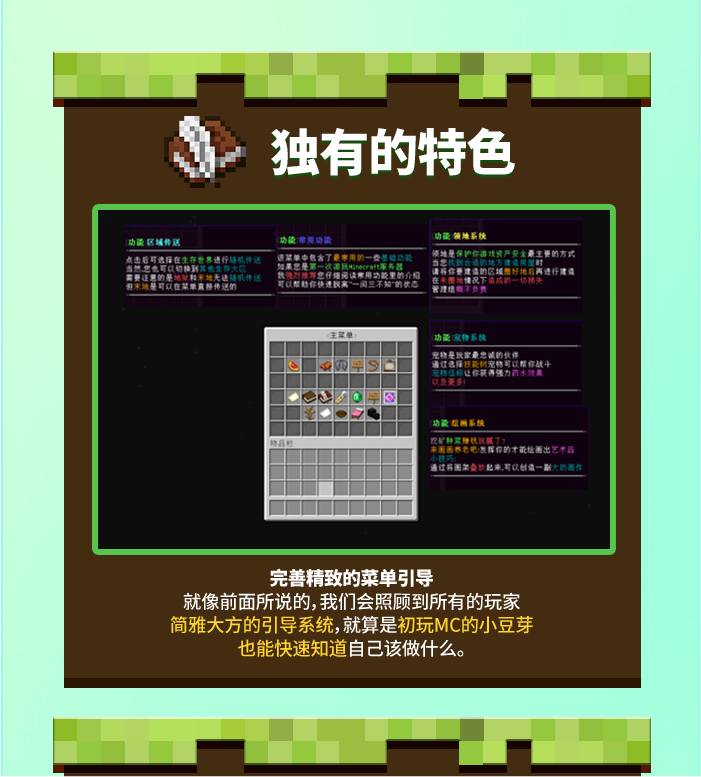 独有的特色
功能 区域传送
点击后可选择在生存世界进行随机传送
当然,您也可以切换到其他生存大区
需要注意的是地狱和末地无法随机传送
但末地是可以在菜单直接传送的
功能 常用功能
该菜单中包含了最常用的一些基础功能
如果您是第一次游玩Minecraft服务器
我强烈推荐您仔细阅读常用功能里的介绍
可以帮助你快速脱离"一问三不知"的状态
功能 领地系统
领地是保护你游戏资产安全最主要的方式
当您找到合适的地方建造房屋时
请将你要建造的区域圈好地后再进行建造
在未圈地情况下造成的一切损失
管理组概不负责
功能 宠物系统
宠物是玩家最忠诚的伙伴
通过选择技能树宠物可以帮你战斗
宠物信标让你获得强力药水效果
以及更多!
功能 绘画系统
挖矿种菜赚钱玩腻了?
来画画养老吧!发挥你的才能绘画出艺术品
小技巧:
通过将画菜叠放起来,可以创造一副大的画作
主菜单
物品栏
完善精致的菜单引导
就像前面所说的,我们会照顾到所有的玩家
简雅大方的引导系统,就算是初玩MC的小豆芽
也能快速知道自己该做什么。